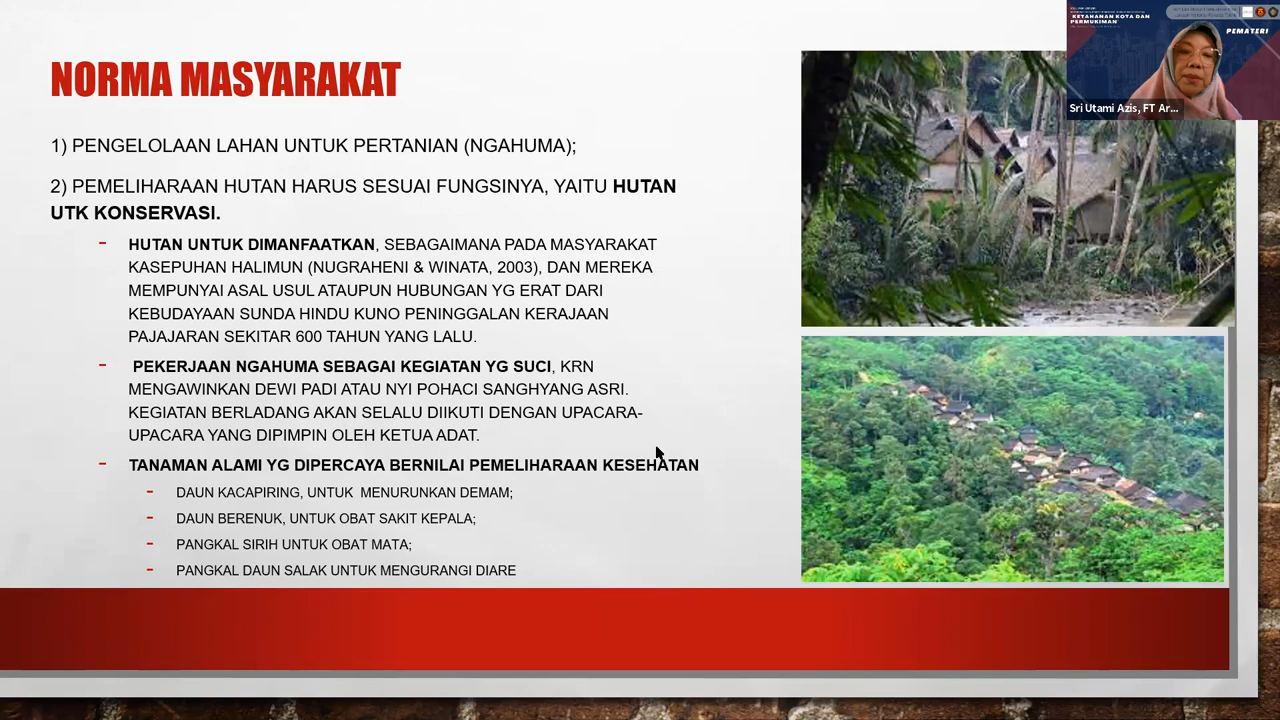 NORMA MASYARAKAT
1) PENGELOLAAN LAHAN UNTUK PERTANIAN (NGAHUMA);
2) PEMELIHARAAN HUTAN HARUS SESUAI FUNGSINYA, YAITU HUTAN
UTK KONSERVASI.
- HUTAN UNTUK DIMANFAATKAN, SEBAGAIMANA PADA MASYARAKAT
KASEPUHAN HALIMUN (NUGRAHENI & WINATA, 2003), DAN MEREKA
MEMPUNYAI ASAL USUL ATAUPUN HUBUNGAN YG ERAT DARI
KEBUDAYAAN SUNDA HINDU KUNO PENINGGALAN KERAJAAN
PAJAJARAN SEKITAR 600 TAHUN YANG LALU.
- PEKERJAAN NGAHUMA SEBAGAI KEGIATAN YG SUCI, KRN
MENGAWINKAN DEWI PADI ATAU NYI POHACI SANGHYANG ASRI.
KEGIATAN BERLADANG AKAN SELALU DIIKUTI DENGAN UPACARA-
UPACARA YANG DIPIMPIN OLEH KETUA ADAT.
- TANAMAN ALAMI YG DIPERCAYA BERNILAI PEMELIHARAAN KESEHATAN
- DAUN KACAPIRING, UNTUK MENURUNKAN DEMAM;
- DAUN BERENUK, UNTUK OBAT SAKIT KEPALA;
- PANGKAL SIRIH UNTUK OBAT MATA;
- PANGKAL DAUN SALAK UNTUK MENGURANGI DIARE
KETAHANAN KOTA DAN
PERMUKIMAN
PEMATERI
Sri Utami Azis, FT Ar...